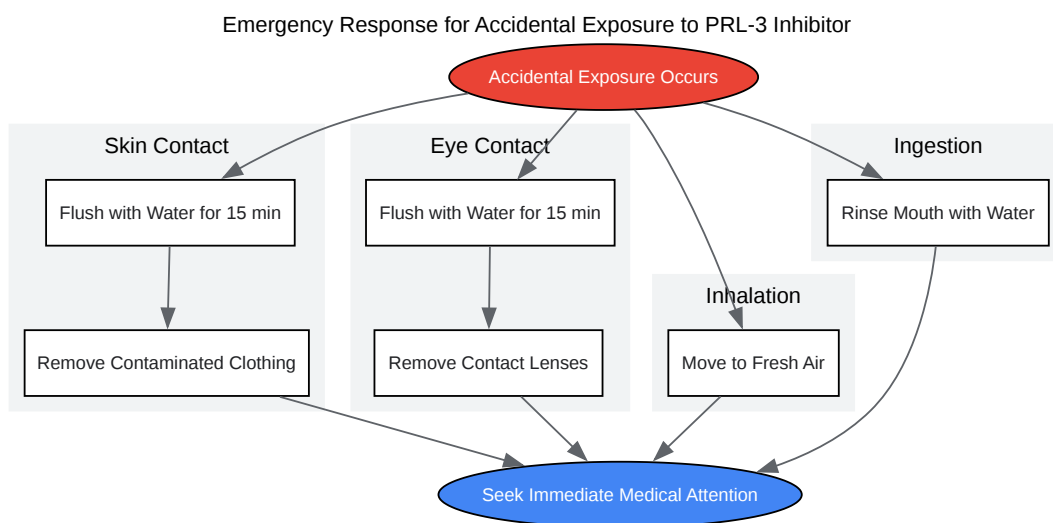 Emergency Response for Accidental Exposure to PRL-3 Inhibitor
Accidental Exposure Occurs
Skin Contact
Flush with Water for 15 min
Remove Contaminated Clothing
Eye Contact
Flush with Water for 15 min
Remove Contact Lenses
Inhalation
Move to Fresh Air
Ingestion
Rinse Mouth with Water
Seek Immediate Medical Attention